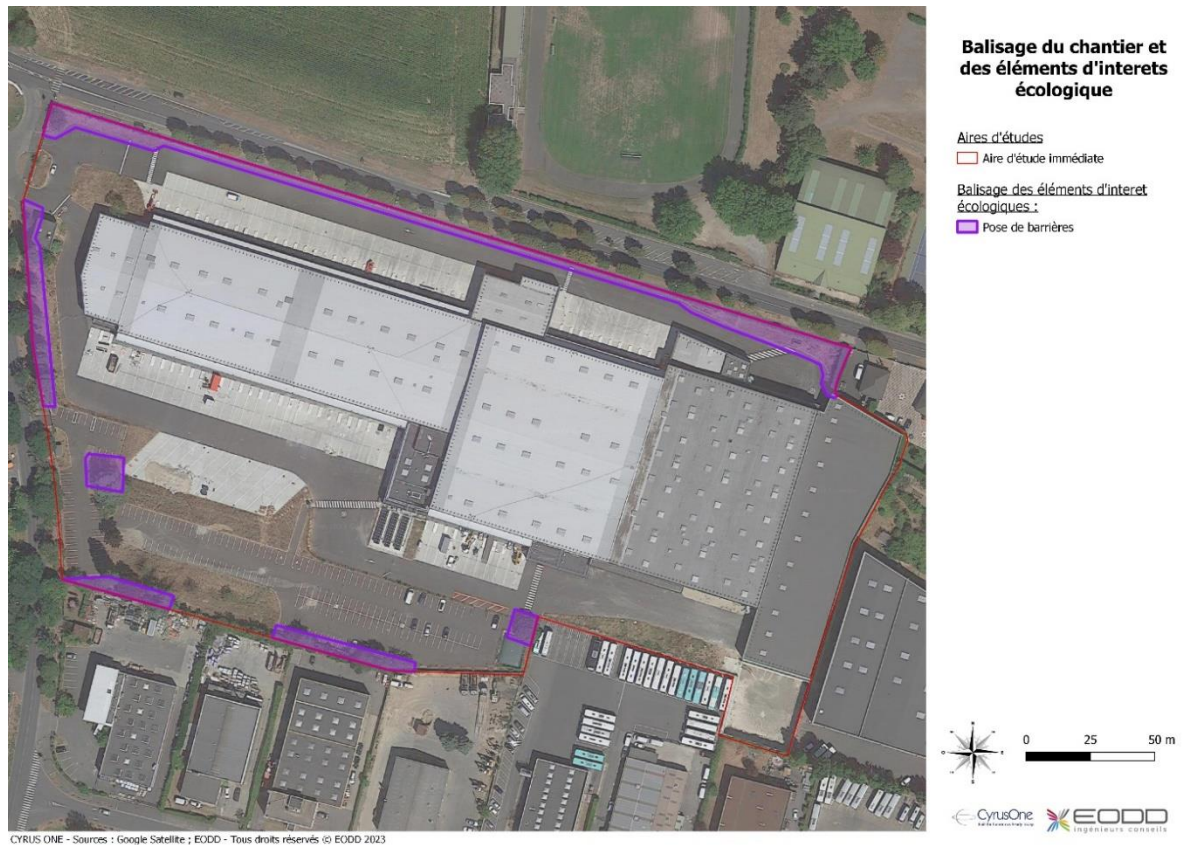 Balisage du chantier et
des éléments d'interets
écologique
Aires d'études
Aire d'étude immédiate
Balisage des éléments d'interet
écologiques :
Pose de barrières
0 25 50 m
CyrusOne
EODD
ingénieurs conseils
CYRUS ONE - Sources : Google Satellite ; EODD - Tous droits réservés © EODD 2023